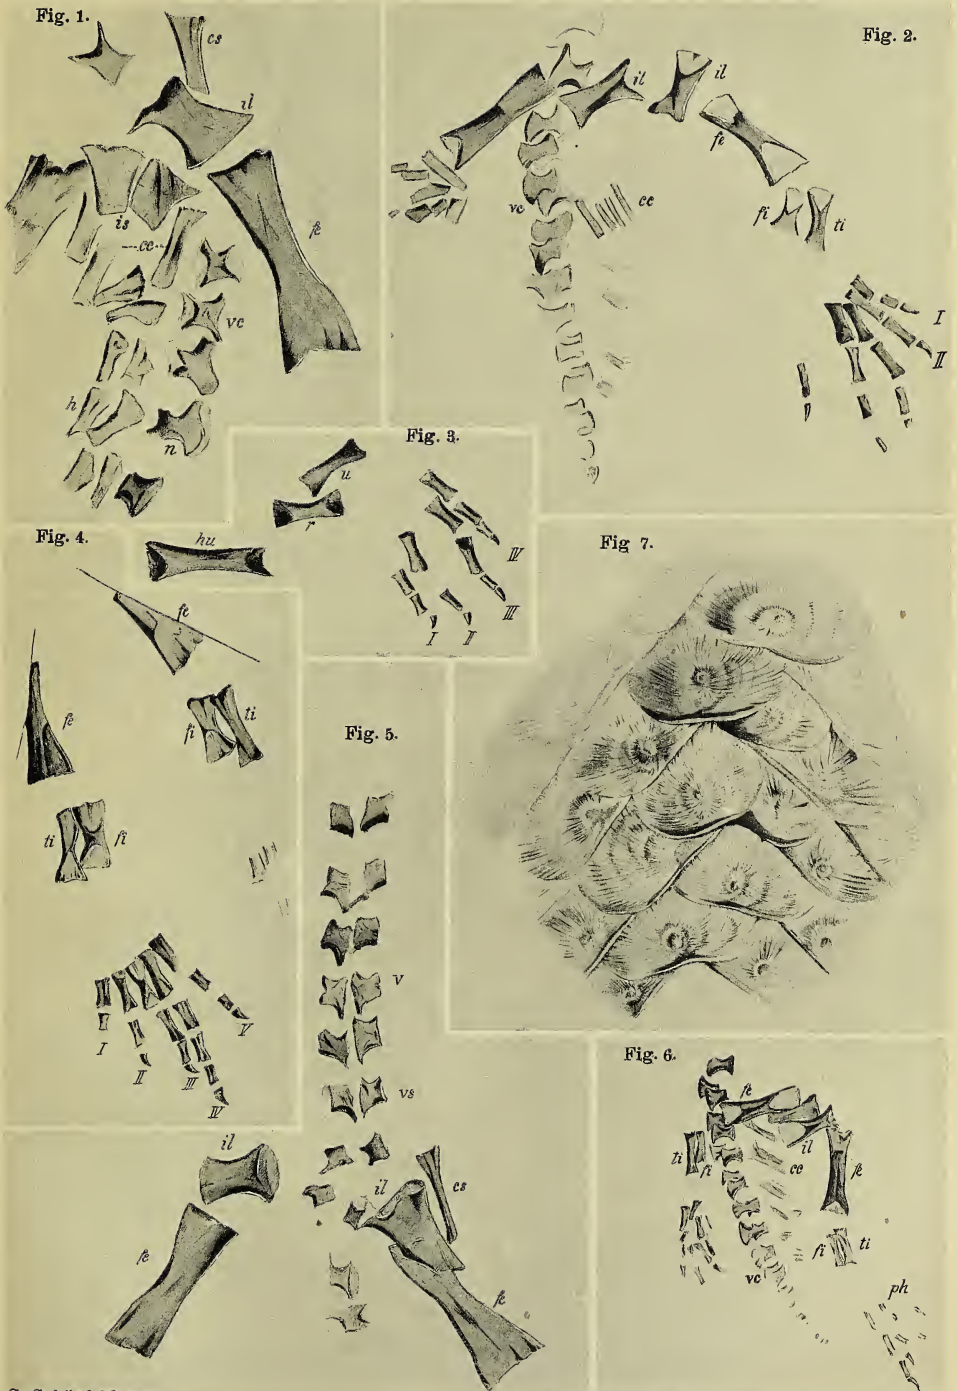 Fig. 1.
cs
il
is
ce
fe
vc
h
n
Fig. 2.
il
il
fe
vc
ce
fi
ti
I
II
Fig. 3.
u
r
hu
IV
III
I
II
Fig. 4.
fe
fe
fi
ti
ti
fi
I
II
III
IV
V
Fig. 5.
v
vs
il
il
cs
fe
fe
Fig. 6.
fe
il
ti
fi
ce
fe
vc
fi
ti
ph
Fig 7.